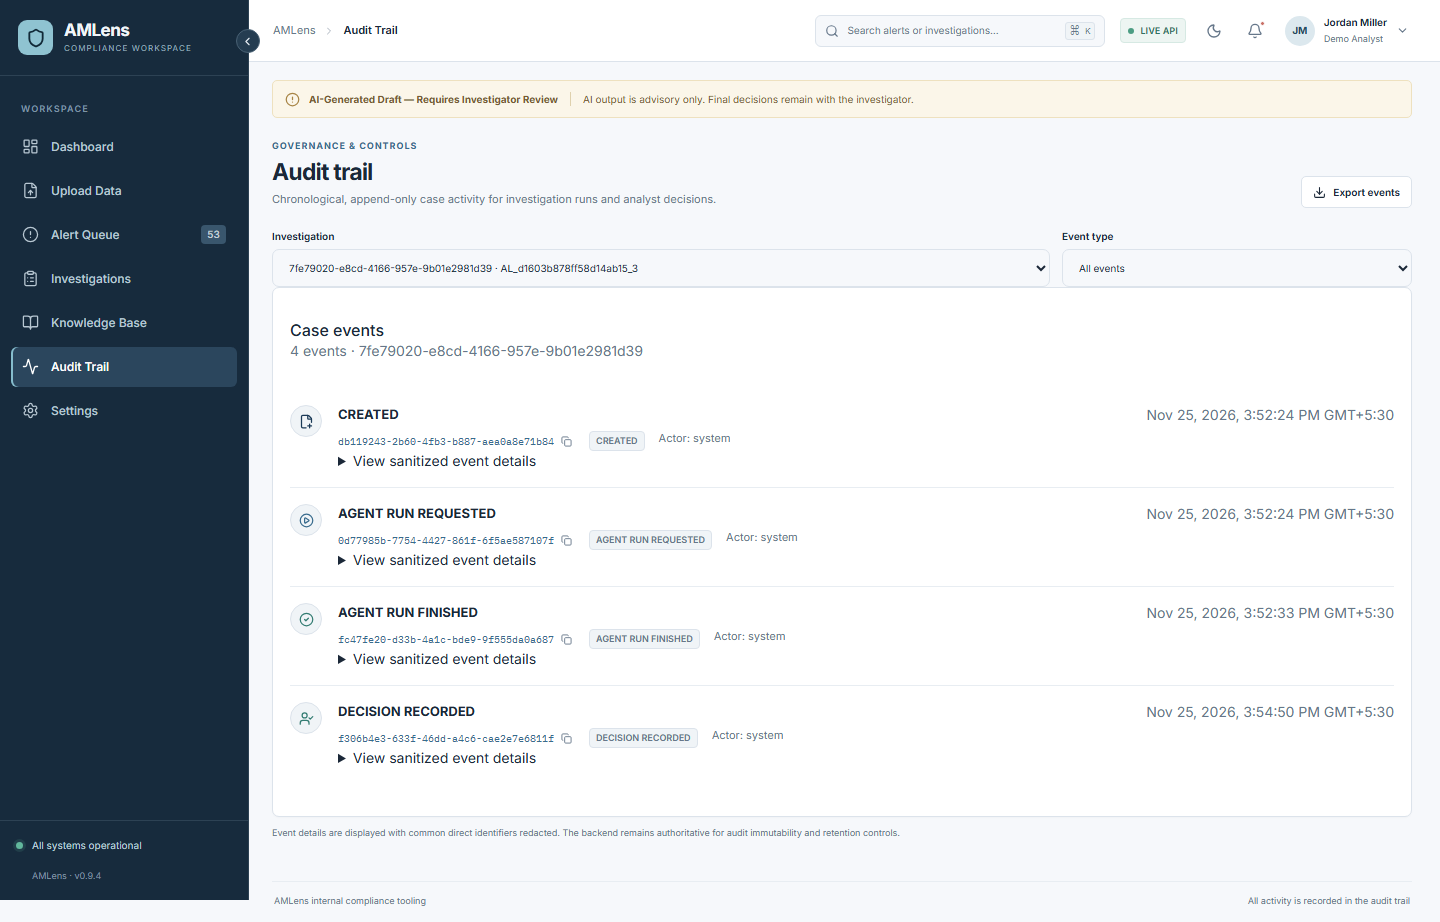 AMLens
COMPLIANCE WORKSPACE
WORKSPACE
Dashboard
Upload Data
Alert Queue 53
Investigations
Knowledge Base
Audit Trail
Settings
All systems operational
AMLens · v0.9.4
AMLens > Audit Trail
Search alerts or investigations... ⌘ K
LIVE API
JM
Jordan Miller
Demo Analyst
AI-Generated Draft — Requires Investigator Review
AI output is advisory only. Final decisions remain with the investigator.
GOVERNANCE & CONTROLS
Audit trail
Chronological, append-only case activity for investigation runs and analyst decisions.
Export events
Investigation
7fe79020-e8cd-4166-957e-9b01e2981d39 · AL_d1603b878ff58d14ab15_3
Event type
All events
Case events
4 events · 7fe79020-e8cd-4166-957e-9b01e2981d39
CREATED
Nov 25, 2026, 3:52:24 PM GMT+5:30
db119243-2b60-4fb3-b887-aea0a8e71b84 CREATED Actor: system
View sanitized event details
AGENT RUN REQUESTED
Nov 25, 2026, 3:52:24 PM GMT+5:30
0d77985b-7754-4427-861f-6f5ae587107f AGENT RUN REQUESTED Actor: system
View sanitized event details
AGENT RUN FINISHED
Nov 25, 2026, 3:52:33 PM GMT+5:30
fc47fe20-d33b-4a1c-bde9-9f555da0a687 AGENT RUN FINISHED Actor: system
View sanitized event details
DECISION RECORDED
Nov 25, 2026, 3:54:50 PM GMT+5:30
f306b4e3-633f-46dd-a4c6-cae2e7e6811f DECISION RECORDED Actor: system
View sanitized event details
Event details are displayed with common direct identifiers redacted. The backend remains authoritative for audit immutability and retention controls.
AMLens internal compliance tooling
All activity is recorded in the audit trail